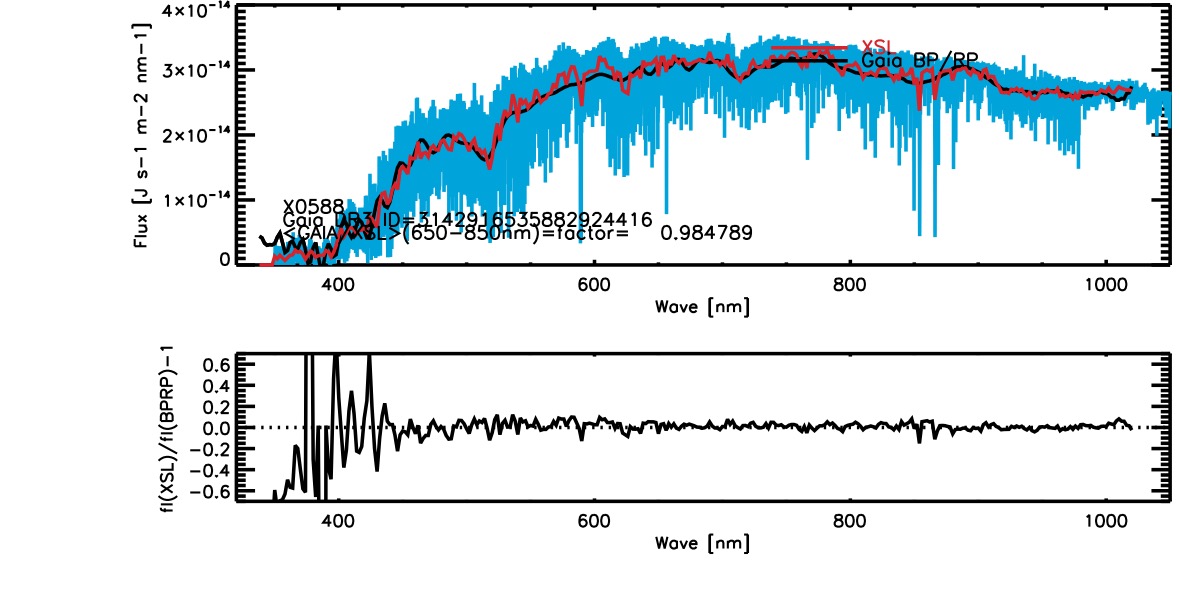 4×10−14
3×10−14
2×10−14
1×10−14
0
Flux [J s−1 m−2 nm−1]
XSL
Gaia BP/RP
X0588
Gaia DR3 ID=3142916535882924416
<GAIA/XSL>(650−850nm)=factor= 0.984789
400 600 800 1000
Wave [nm]
0.6
0.4
0.2
0.0
−0.2
−0.4
−0.6
fl(XSL)/fl(BPRP)−1
400 600 800 1000
Wave [nm]